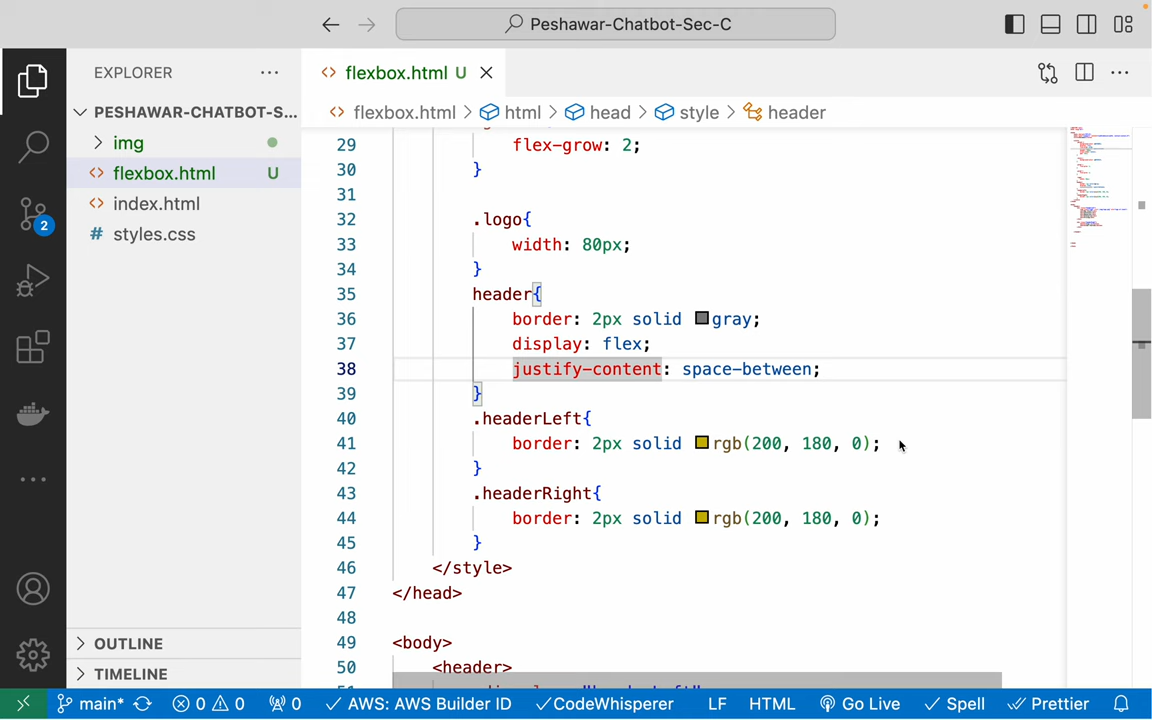 Peshawar-Chatbot-Sec-C
EXPLORER
PESHAWAR-CHATBOT-S...
img
flexbox.html U
index.html
styles.css
OUTLINE
TIMELINE
2
flexbox.html U
flexbox.html > html > head > style > header
29 flex-grow: 2;
30 }
31
32 .logo{
33 width: 80px;
34 }
35 header{
36 border: 2px solid gray;
37 display: flex;
38 justify-content: space-between;
39 }
40 .headerLeft{
41 border: 2px solid rgb(200, 180, 0);
42 }
43 .headerRight{
44 border: 2px solid rgb(200, 180, 0);
45 }
46 </style>
47 </head>
48
49 <body>
50 <header>
main* 0 0 0 AWS: AWS Builder ID CodeWhisperer LF HTML Go Live Spell Prettier